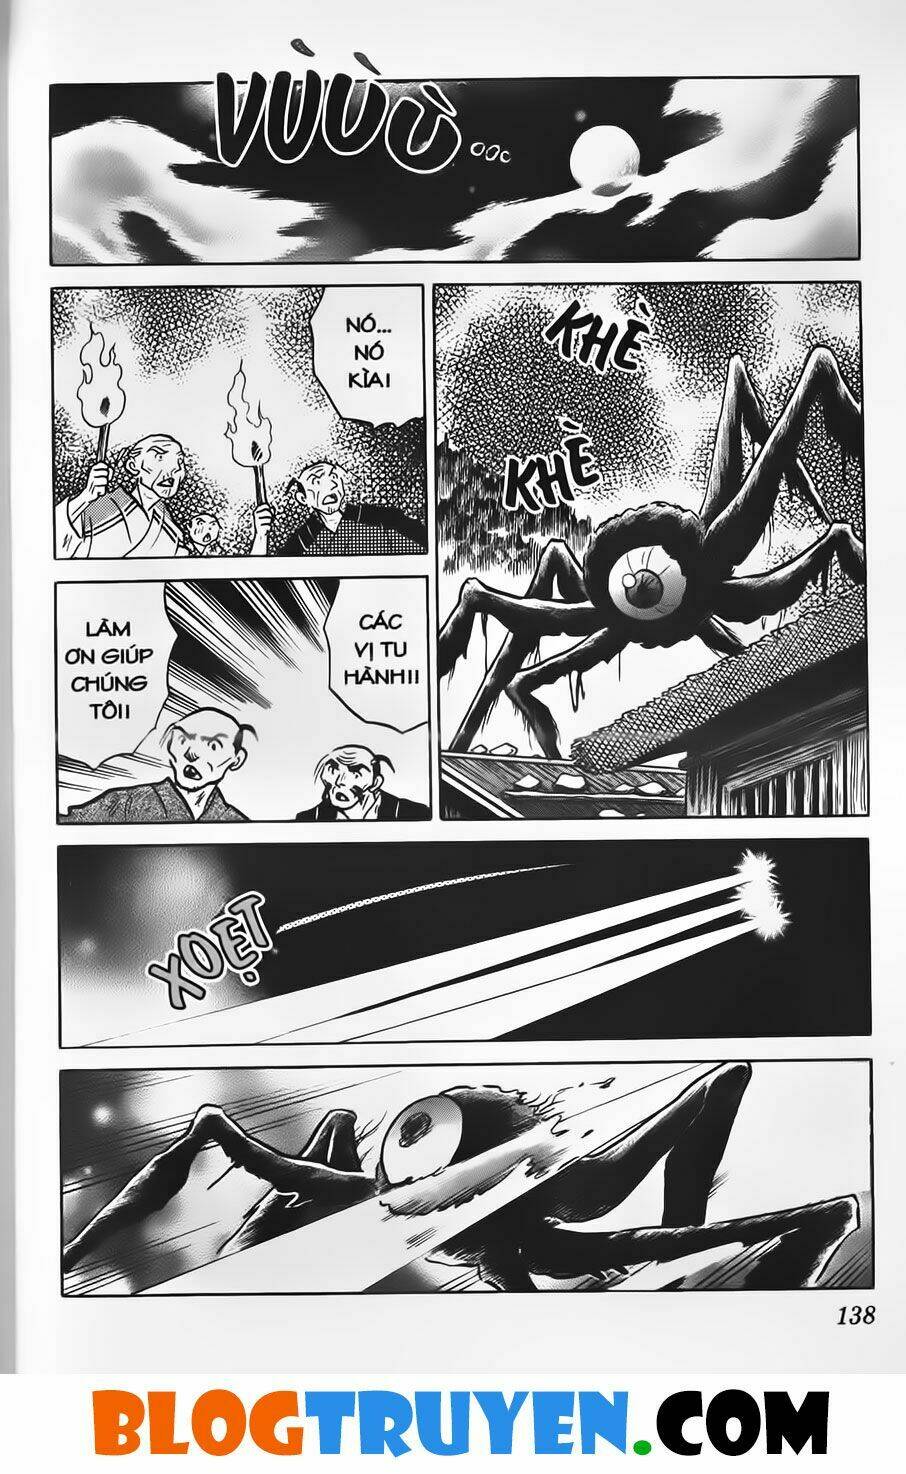 VÙÙÙ...
NÓ...
NÓ
KÌA!
KHÈ
KHÈ
CÁC
VỊ TU
HÀNH!!
LÀM
ƠN GIÚP
CHÚNG
TÔI!
XOẸT
138
BLOGTRUYEN.COM